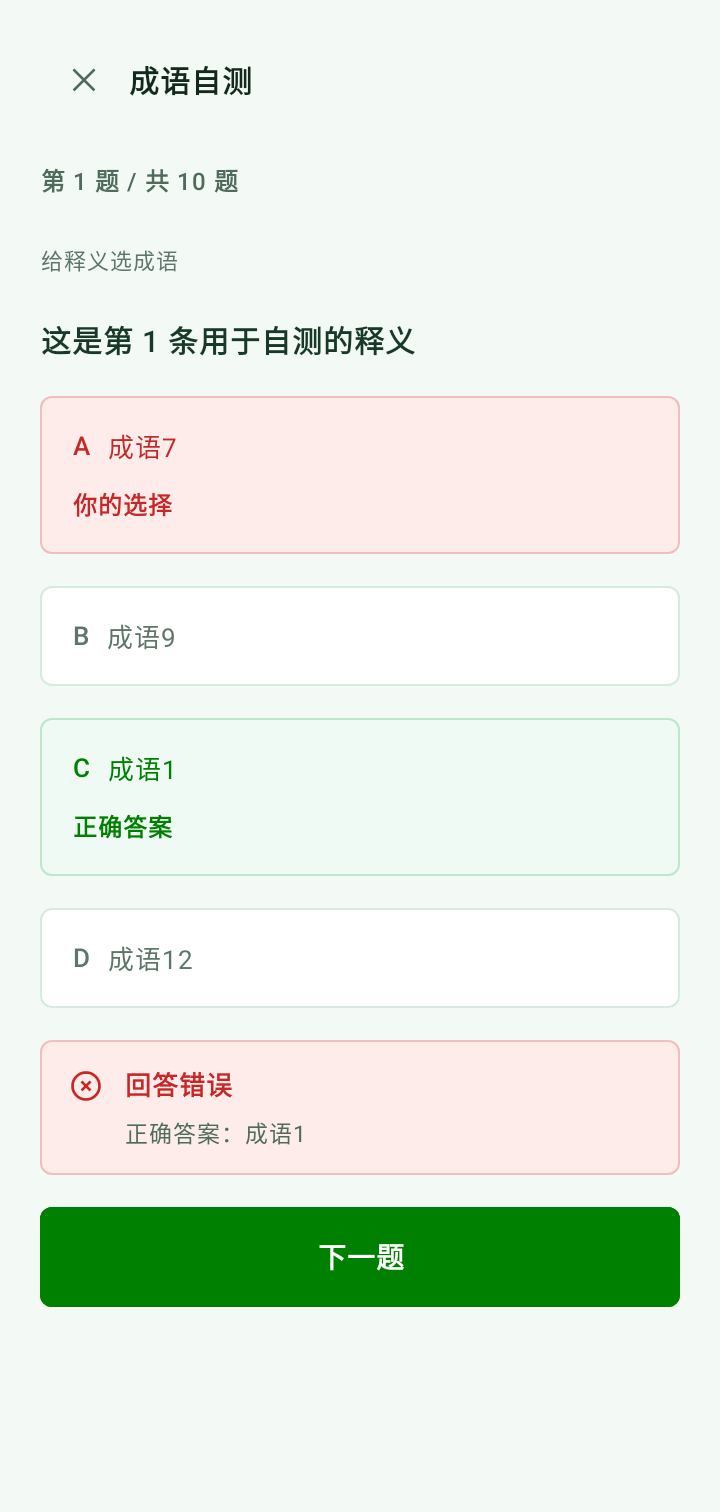 成语自测
第 1 题 / 共 10 题
给释义选成语
这是第 1 条用于自测的释义
A 成语7
你的选择
B 成语9
C 成语1
正确答案
D 成语12
回答错误
正确答案：成语1
下一题